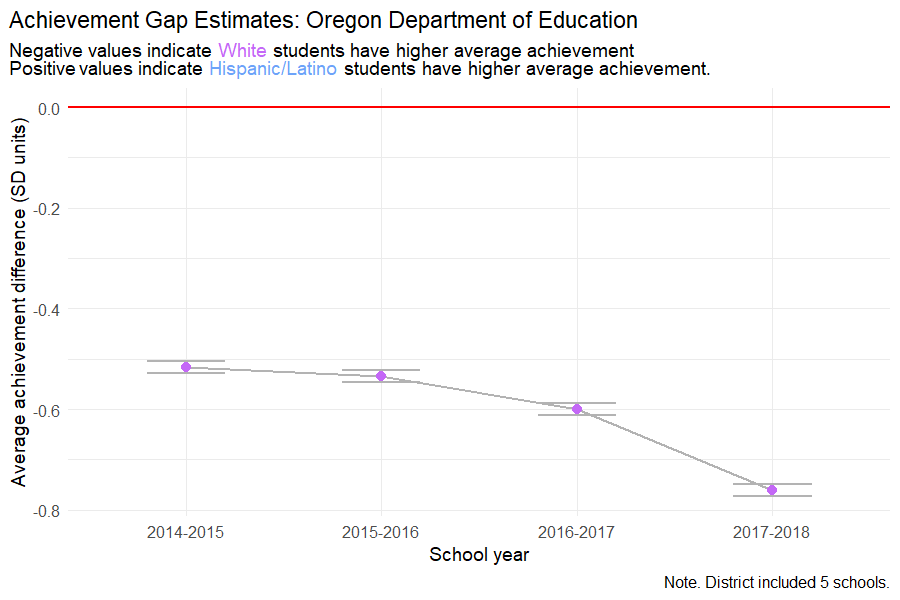 Achievement Gap Estimates: Oregon Department of Education
Negative values indicate White students have higher average achievement
Positive values indicate Hispanic/Latino students have higher average achievement.
Average achievement difference (SD units)
0.0
-0.2
-0.4
-0.6
-0.8
2014-2015
2015-2016
2016-2017
2017-2018
School year
Note. District included 5 schools.